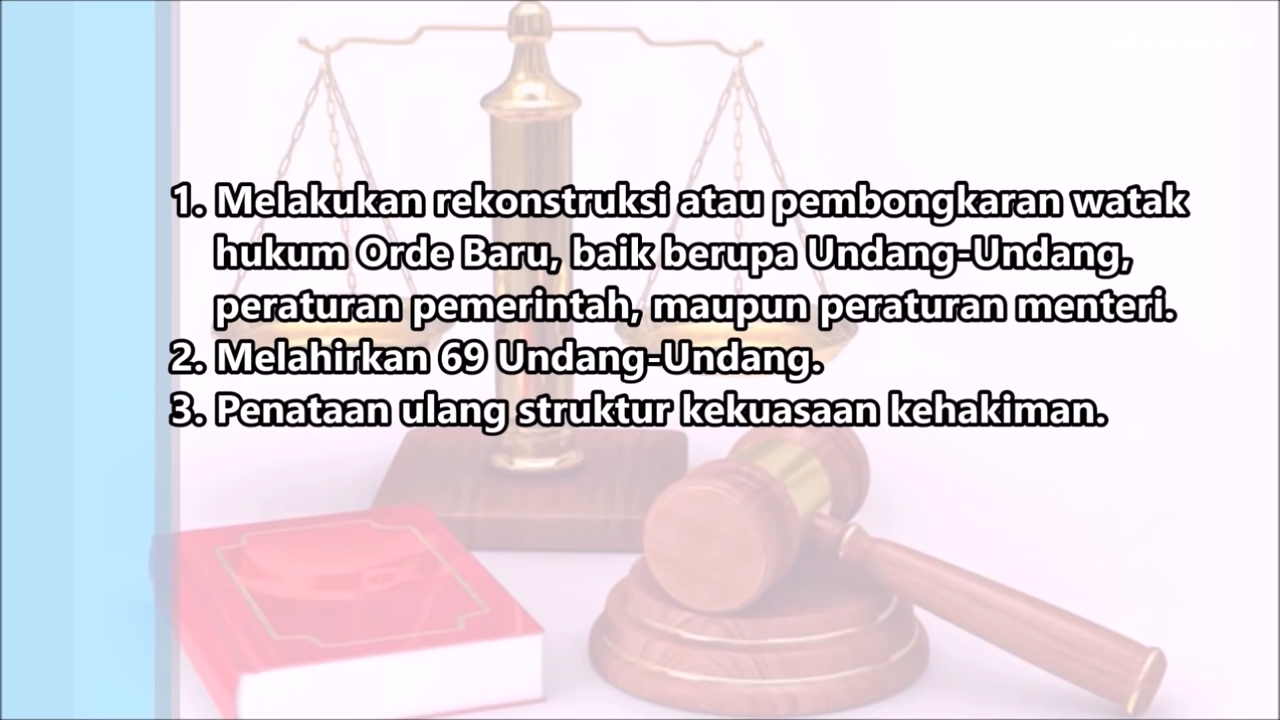 1. Melakukan rekonstruksi atau pembongkaran watak
hukum Orde Baru, baik berupa Undang-Undang,
peraturan pemerintah, maupun peraturan menteri.
2. Melahirkan 69 Undang-Undang.
3. Penataan ulang struktur kekuasaan kehakiman.